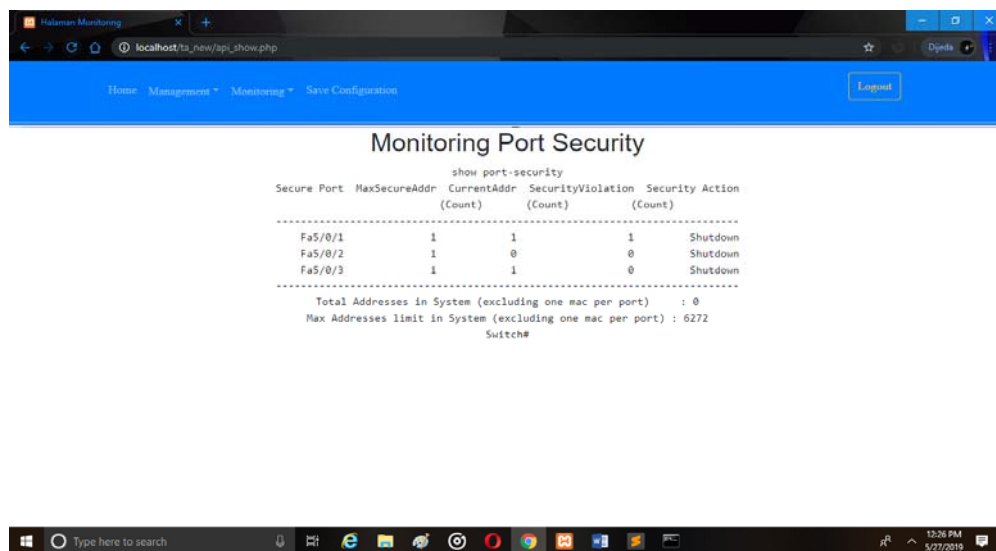 Halaman Monitoring
localhost/ta_new/api_show.php
Dijeda
Home Management Monitoring Save Configuration
Logout
Monitoring Port Security
show port-security
Secure Port MaxSecureAddr CurrentAddr SecurityViolation Security Action
(Count) (Count) (Count)
--------------------------------------------------------------------------
Fa5/0/1 1 1 1 Shutdown
Fa5/0/2 1 0 0 Shutdown
Fa5/0/3 1 1 0 Shutdown
--------------------------------------------------------------------------
Total Addresses in System (excluding one mac per port) : 0
Max Addresses limit in System (excluding one mac per port) : 6272
Switch#
Type here to search
12:26 PM
5/27/2019